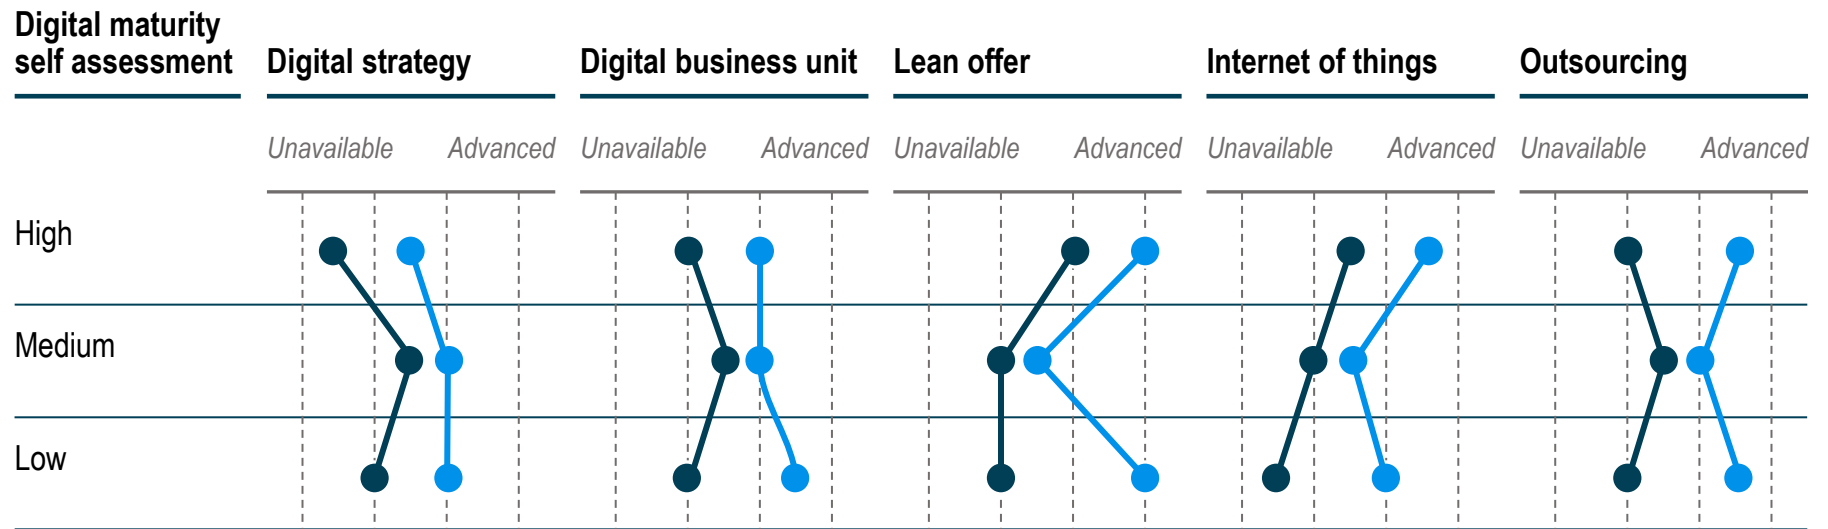 Digital maturity
self assessment
Digital strategy
Digital business unit
Lean offer
Internet of things
Outsourcing
Unavailable Advanced
Unavailable Advanced
Unavailable Advanced
Unavailable Advanced
Unavailable Advanced
High
Medium
Low